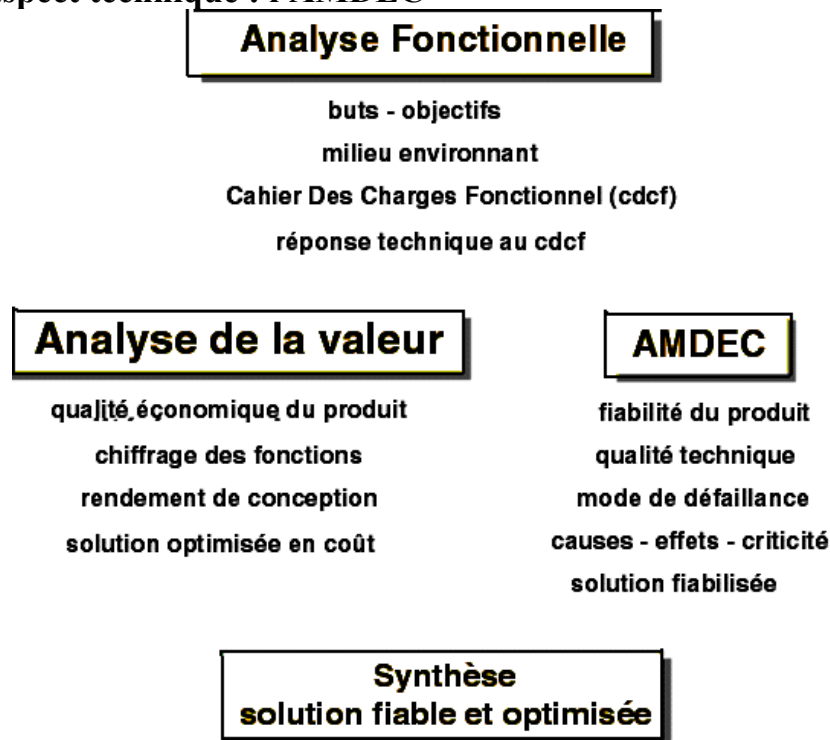 technique : l'AMDEC
Analyse Fonctionnelle
buts - objectifs
milieu environnant
Cahier Des Charges Fonctionnel (cdcf)
réponse technique au cdcf
Analyse de la valeur
qualité économique du produit
chiffrage des fonctions
rendement de conception
solution optimisée en coût
AMDEC
fiabilité du produit
qualité technique
mode de défaillance
causes - effets - criticité
solution fiabilisée
Synthèse
solution fiable et optimisée